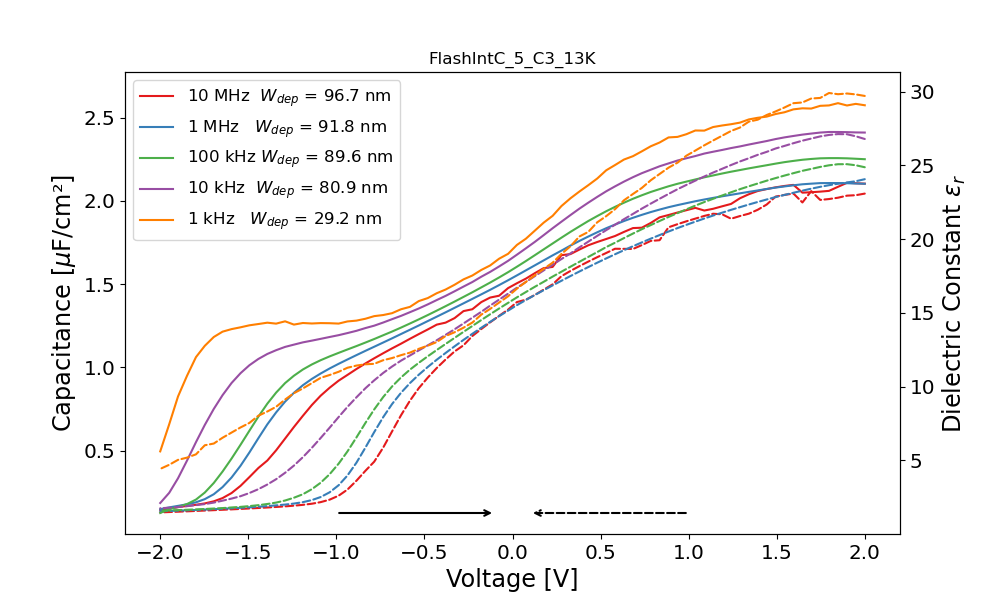 FlashIntC_5_C3_13K
10 MHz W_dep = 96.7 nm
1 MHz W_dep = 91.8 nm
100 kHz W_dep = 89.6 nm
10 kHz W_dep = 80.9 nm
1 kHz W_dep = 29.2 nm
Capacitance [μF/cm²]
2.5
2.0
1.5
1.0
0.5
30
25
20
15
10
5
Dielectric Constant ε_r
−2.0 −1.5 −1.0 −0.5 0.0 0.5 1.0 1.5 2.0
Voltage [V]